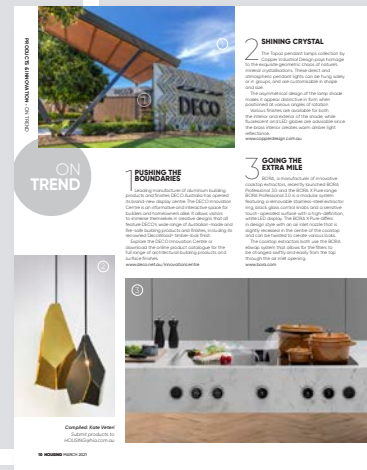 PRODUCTS & INNOVATION ON TREND
1
DECO
ON
TREND
1 PUSHING THE
BOUNDARIES
Leading manufacturer of aluminum building
products and finishes DECO Australia has opened
its brand-new display centre. The DECO Innovation
Centre is an informative and interactive space for
builders and homeowners alike. It allows visitors
to immerse themselves in creative designs that all
feature DECO's wide range of Australian-made and
fire-safe building products and finishes, including its
renowned DecoWood® timber-look finish.
Explore the DECO Innovation Centre or
download the online product catalogue for the
full range of architectural building products and
surface finishes.
www.deco.net.au/innovationcentre
2 SHINING CRYSTAL
The Topaz pendant lamps collection by
Copper Industrial Design pays homage
to the exquisite geometric chaos of nature's
mineral crystallisations. These direct and
atmosphere pendant lights can be hung solely
or in groups, and are customisable in shape
and size.
The asymmetrical design of the lamp shade
makes it appear distinctive in form when
positioned at various angles of rotation.
Various finishes are available for both
the interior and exterior of the shade, while
fluorescent and LED globes are advisable since
the brass interior creates warm amber light
reflectance.
www.copperdesign.com.au
3 GOING THE
EXTRA MILE
BORA, a manufacturer of innovative
cooktop extractors, recently launched BORA
Professional 3.0 and the BORA X Pure range.
BORA Professional 3.0 is a modular system
featuring a removable stainless-steel extractor
ring, black glass control knobs and a sensitive
touch-operated surface with a high-definition,
white LED display. The BORA X Pure differs
in design style with an air inlet nozzle that is
slightly recessed in the centre of the cooktop
and can be twisted to create various looks.
The cooktop extractors both use the BORA
eSwap system that allows for the filters to
be changed swiftly and easily from the top
through the air inlet opening.
www.bora.com
2
3
Compiled: Kate Veteri
Submit products to
HOUSING@hia.com.au
10 HOUSING MARCH 2021